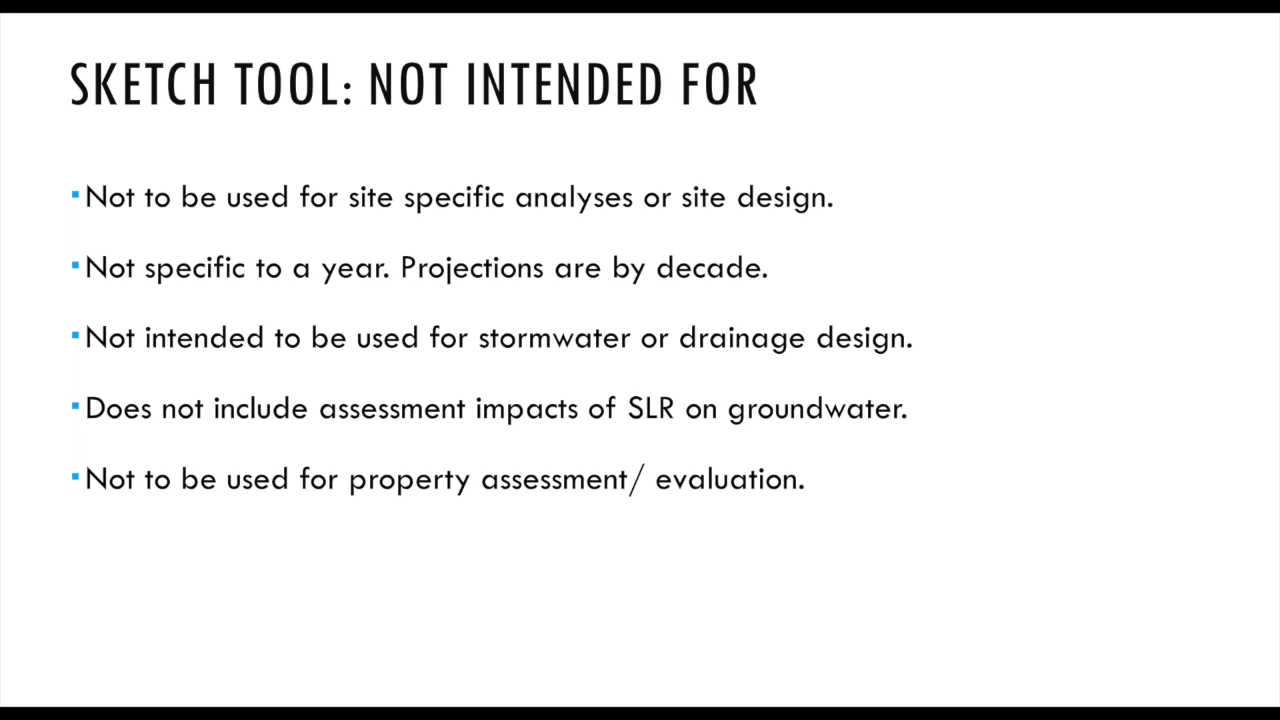 SKETCH TOOL: NOT INTENDED FOR
▪Not to be used for site specific analyses or site design.
▪Not specific to a year. Projections are by decade.
▪Not intended to be used for stormwater or drainage design.
▪Does not include assessment impacts of SLR on groundwater.
▪Not to be used for property assessment/ evaluation.